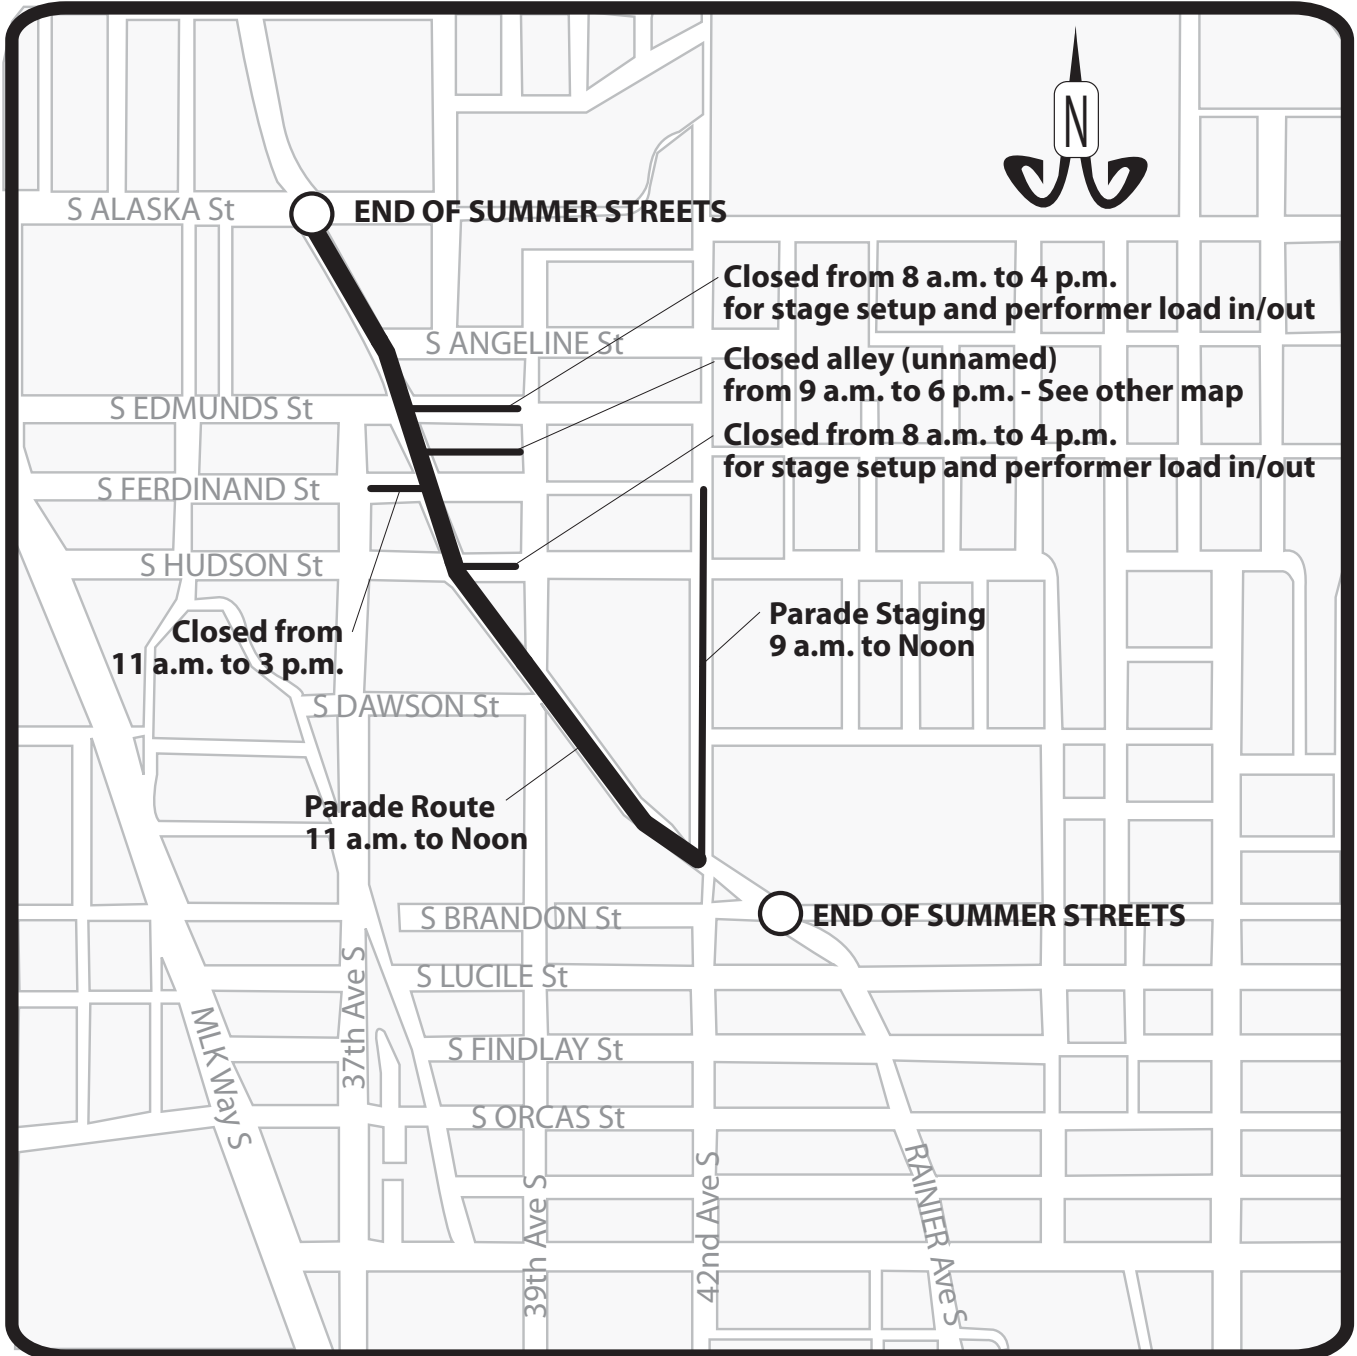 N
S ALASKA St
END OF SUMMER STREETS
Closed from 8 a.m. to 4 p.m.
for stage setup and performer load in/out
S ANGELINE St
Closed alley (unnamed)
from 9 a.m. to 6 p.m. - See other map
S EDMUNDS St
Closed from 8 a.m. to 4 p.m.
for stage setup and performer load in/out
S FERDINAND St
S HUDSON St
Closed from
11 a.m. to 3 p.m.
Parade Staging
9 a.m. to Noon
S DAWSON St
Parade Route
11 a.m. to Noon
END OF SUMMER STREETS
S BRANDON St
S LUCILE St
37th Ave S
MLK Way S
S FINDLAY St
S ORCAS St
39th Ave S
42nd Ave S
RAINIER Ave S